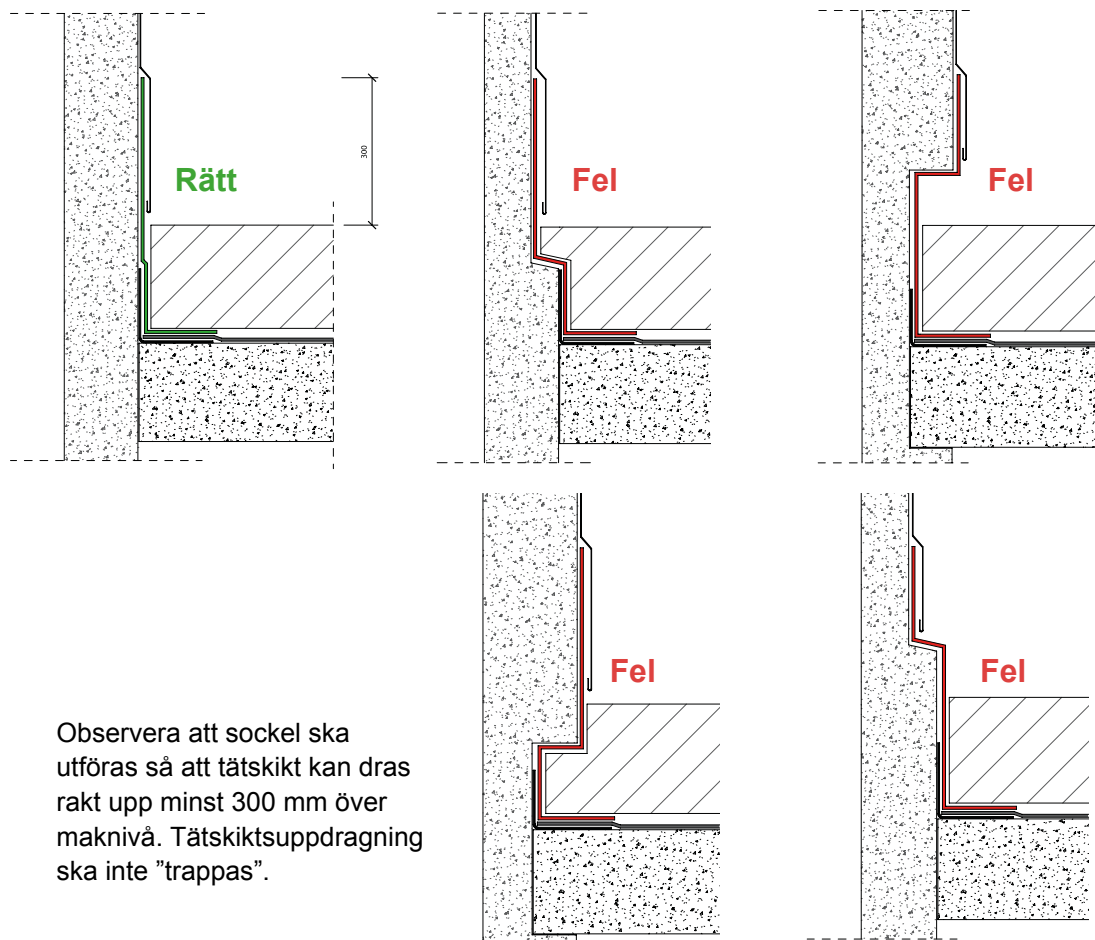 Rätt
300
Fel
Fel
Fel
Fel
Observera att sockel ska
utföras så att tätskikt kan dras
rakt upp minst 300 mm över
maknivå. Tätskiktsuppdragning
ska inte ”trappas”.